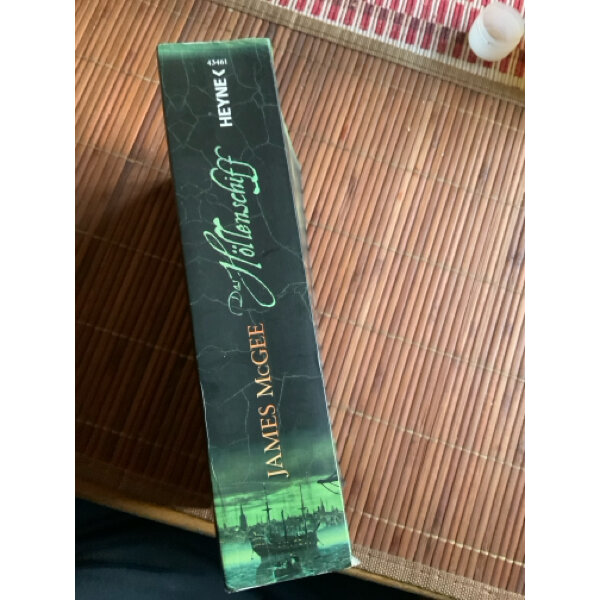 JAMES McGEE
Das Höllenschiff
HEYNE
43461